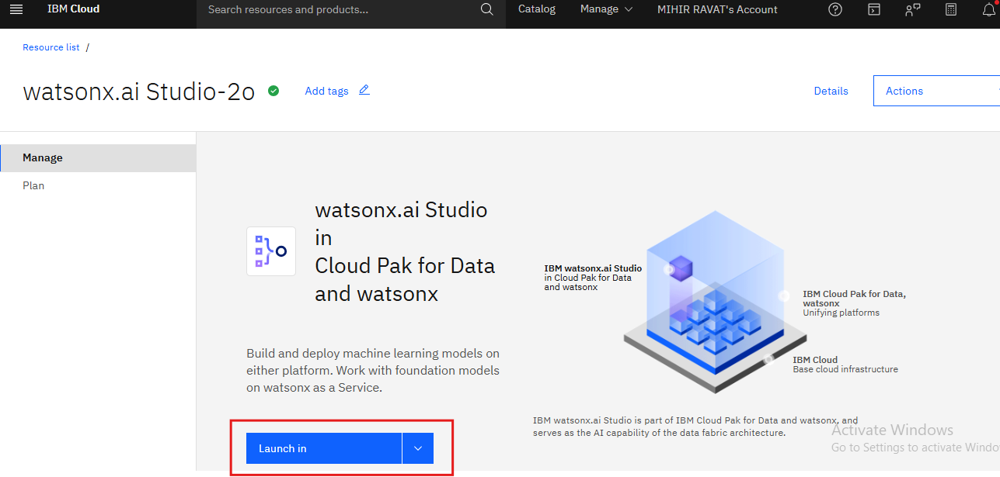 IBM Cloud
Search resources and products...
Catalog
Manage
MIHIR RAVAT's Account
Resource list /
watsonx.ai Studio-2o
Add tags
Details
Actions
Manage
Plan
watsonx.ai Studio
in
Cloud Pak for Data
and watsonx
Build and deploy machine learning models on
either platform. Work with foundation models
on watsonx as a Service.
Launch in
IBM watsonx.ai Studio
in Cloud Pak for Data
and watsonx
IBM Cloud Pak for Data,
watsonx
Unifying platforms
IBM Cloud
Base cloud infrastructure
IBM watsonx.ai Studio is part of IBM Cloud Pak for Data and watsonx, and
serves as the AI capability of the data fabric architecture.
Activate Windows
Go to Settings to activate Windo